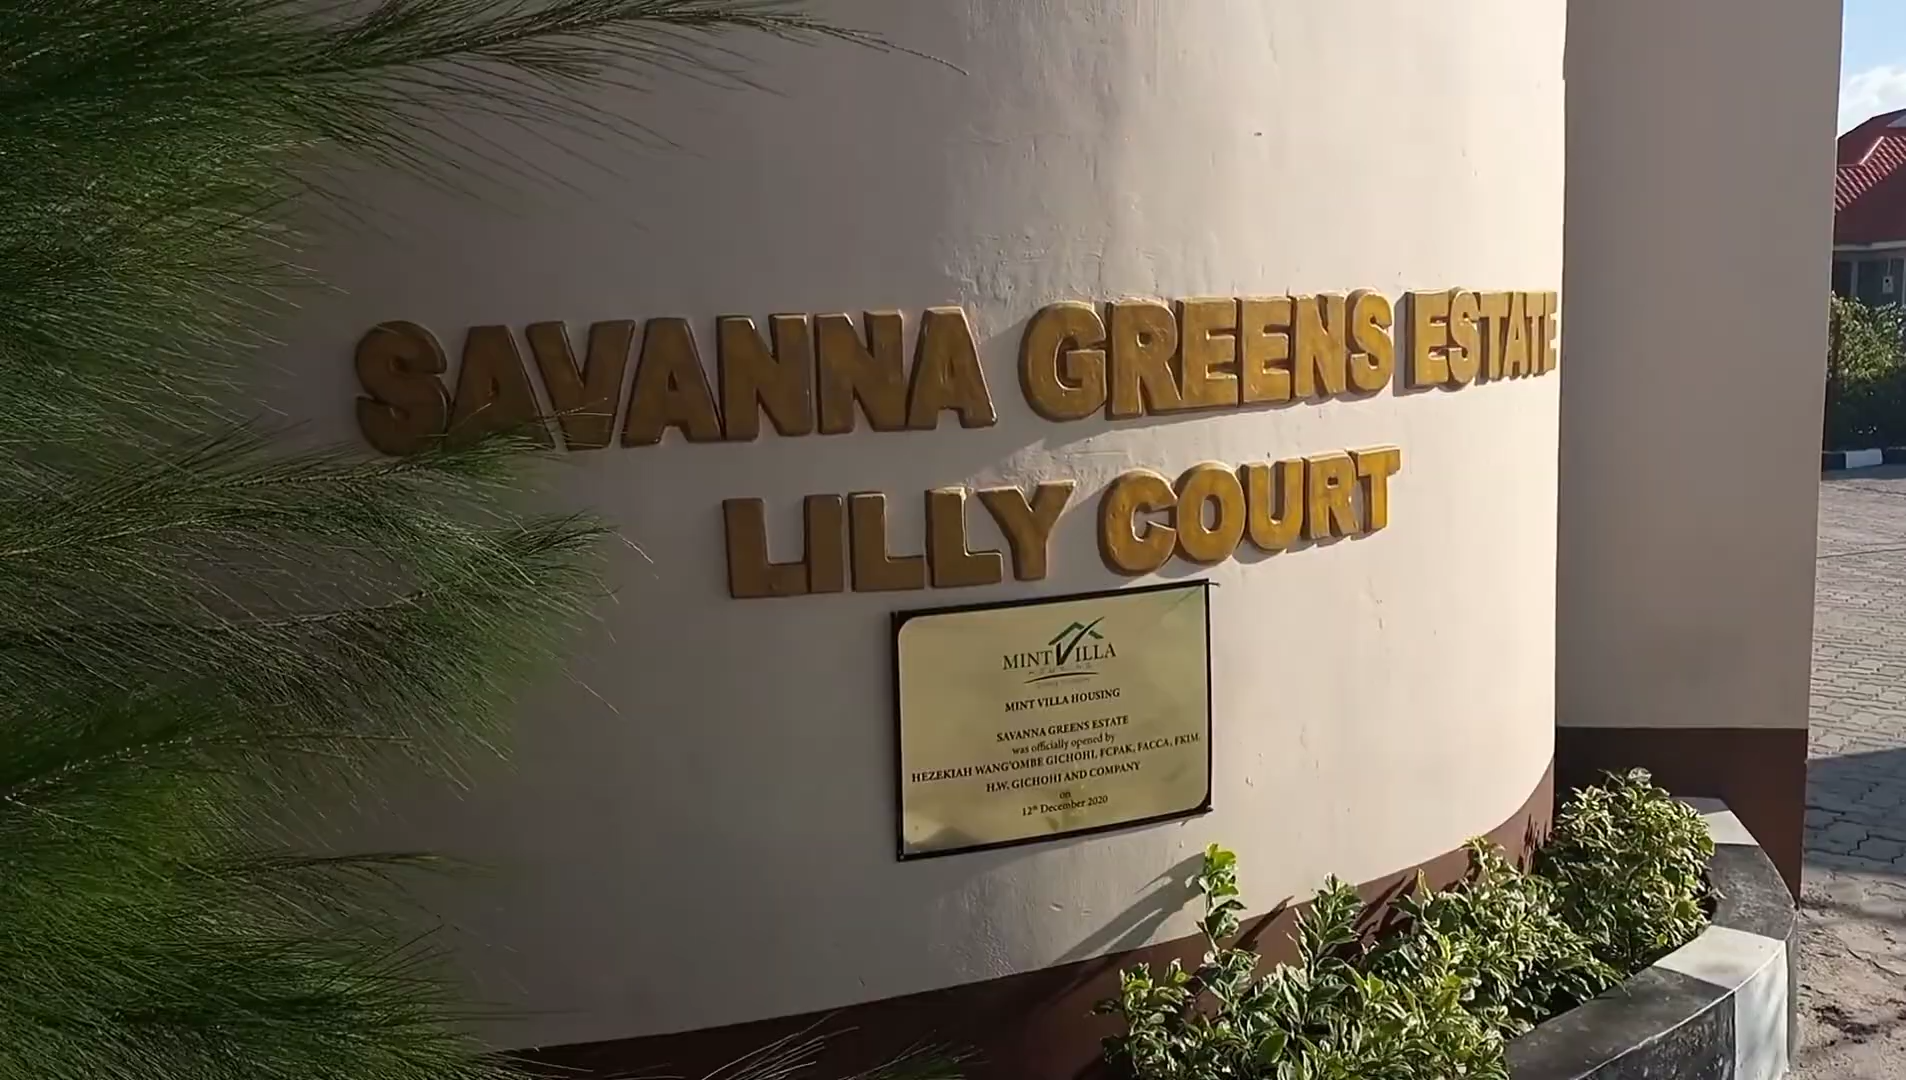 SAVANNA GREENS ESTATE
LILLY COURT
MINT VILLA
MINT VILLA HOUSING
SAVANNA GREENS ESTATE
was officially opened by
HEZEKIAH WANG'OMBE GICHOHI, FCPAK, FACCA, FKIM.
H.W. GICHOHI AND COMPANY
on
12th December 2020